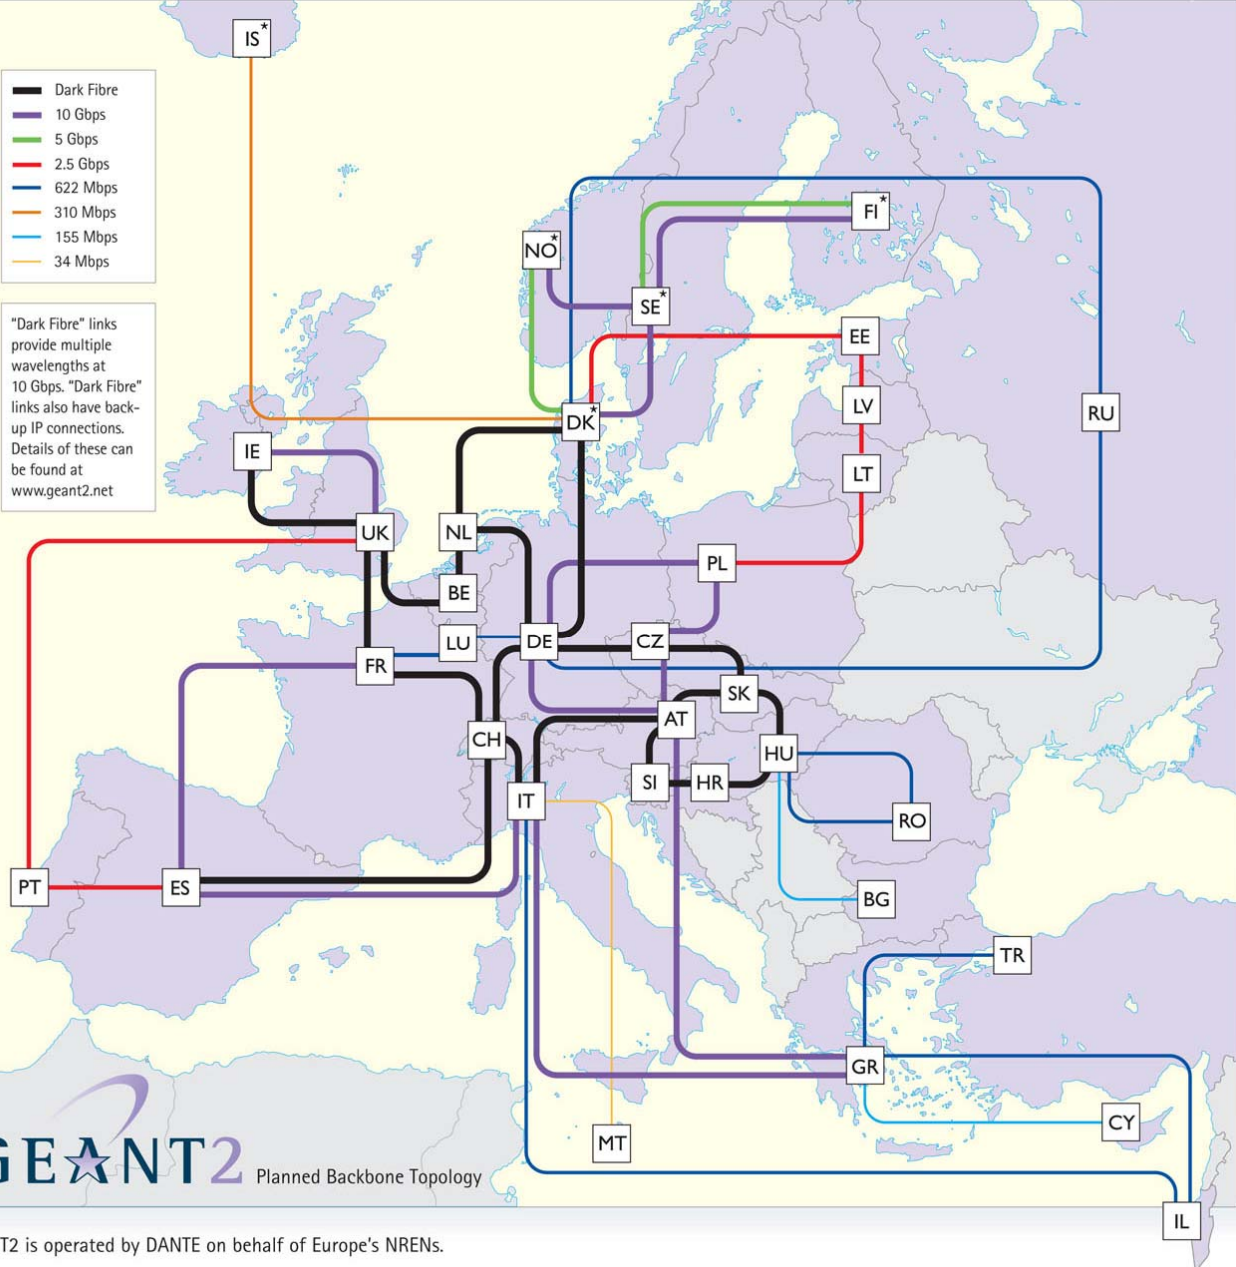 IS*
Dark Fibre
10 Gbps
5 Gbps
2.5 Gbps
622 Mbps
310 Mbps
155 Mbps
34 Mbps
"Dark Fibre" links
provide multiple
wavelengths at
10 Gbps. "Dark Fibre"
links also have back-
up IP connections.
Details of these can
be found at
www.geant2.net
FI*
NO*
SE*
EE
LV
RU
DK*
IE
LT
UK
NL
PL
BE
LU
DE
CZ
FR
SK
AT
CH
HU
SI
HR
IT
RO
PT
ES
BG
TR
GR
CY
MT
GEANT2 Planned Backbone Topology
IL
T2 is operated by DANTE on behalf of Europe's NRENs.